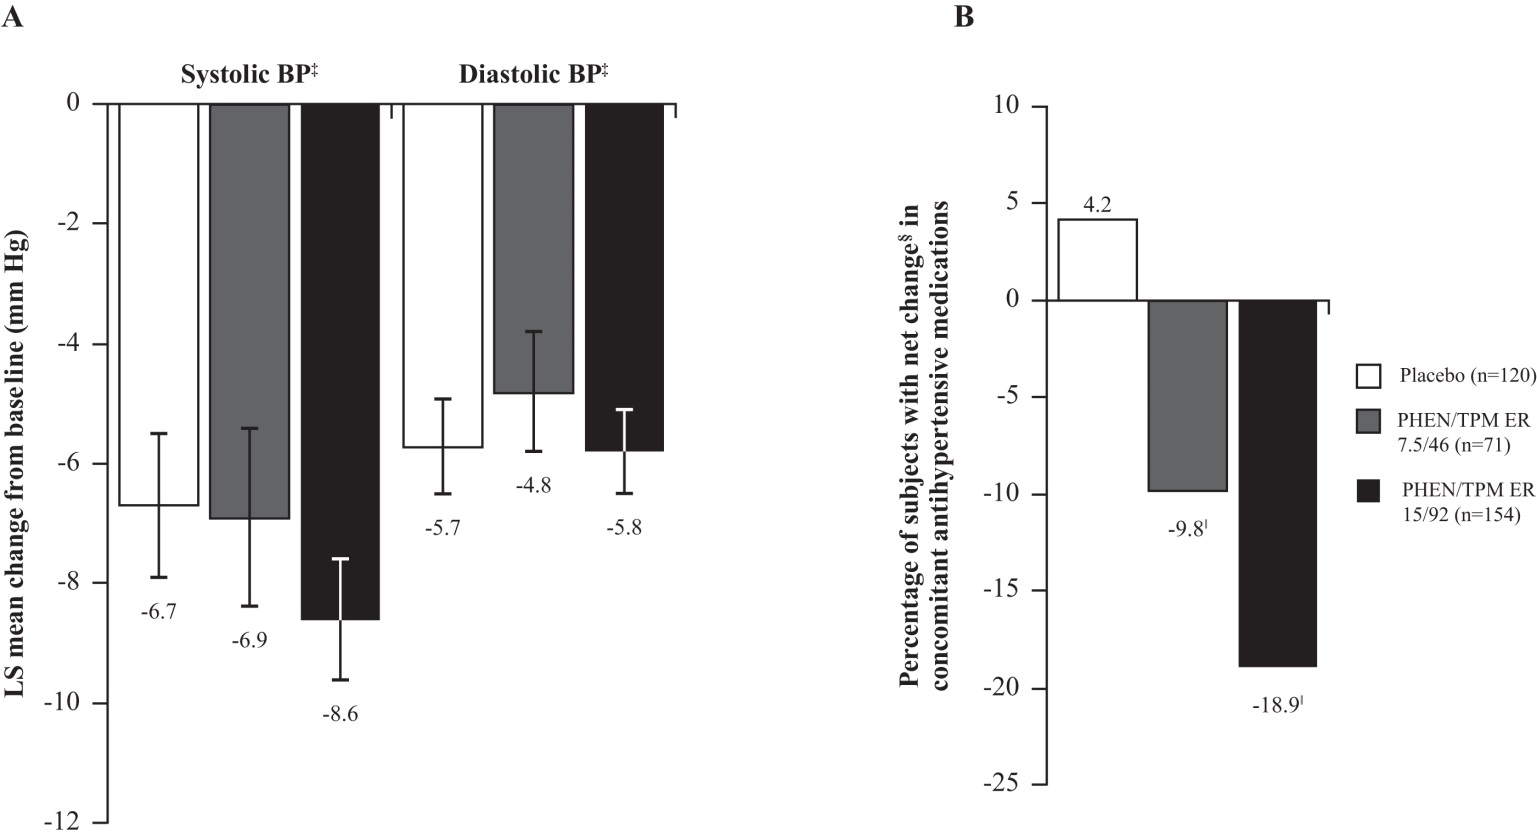 A
Systolic BP‡
Diastolic BP‡
LS mean change from baseline (mm Hg)
0
-2
-4
-6
-8
-10
-12
-6.7
-6.9
-8.6
-5.7
-4.8
-5.8
B
Percentage of subjects with net change§ in
concomitant antihypertensive medications
10
5
0
-5
-10
-15
-20
-25
4.2
-9.8ǀ
-18.9ǀ
Placebo (n=120)
PHEN/TPM ER
7.5/46 (n=71)
PHEN/TPM ER
15/92 (n=154)